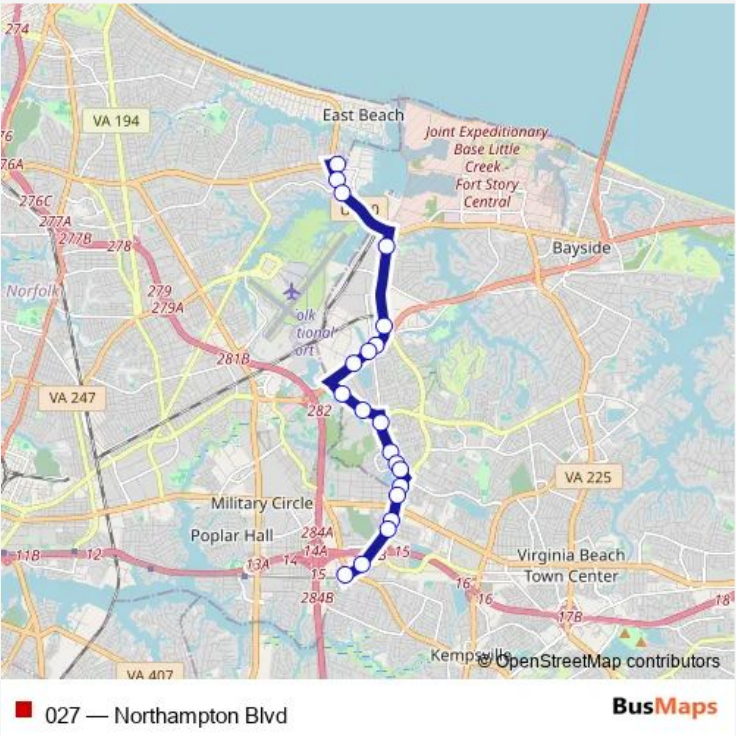 274
VA 194
East Beach
Joint Expeditionary
Base Little
Creek -
Fort Story
Central
76
76A
276C
277A
277B
278
Bayside
Norfolk
279
279A
281B
282
VA 247
VA 225
Military Circle
Poplar Hall
284A
14A
11B
12
13A
14
15
15
284B
Virginia Beach
Town Center
16
16
17B
18
VA 407
Kempsville
© OpenStreetMap contributors
027 — Northampton Blvd
BusMaps